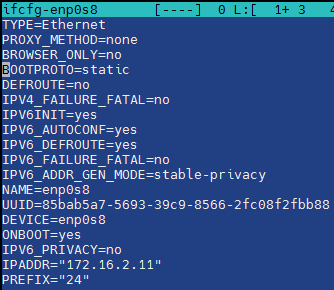 ifcfg-enp0s8 [----] 0 L:[ 1+ 3 4
TYPE=Ethernet
PROXY_METHOD=none
BROWSER_ONLY=no
BOOTPROTO=static
DEFROUTE=no
IPV4_FAILURE_FATAL=no
IPV6INIT=yes
IPV6_AUTOCONF=yes
IPV6_DEFROUTE=yes
IPV6_FAILURE_FATAL=no
IPV6_ADDR_GEN_MODE=stable-privacy
NAME=enp0s8
UUID=85bab5a7-5693-39c9-8566-2fc08f2fbb88
DEVICE=enp0s8
ONBOOT=yes
IPV6_PRIVACY=no
IPADDR="172.16.2.11"
PREFIX="24"